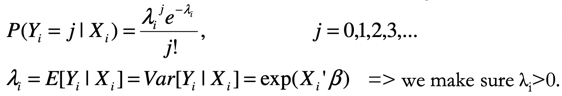 P(Y_i = j | X_i) = λ_i^j e^{-λ_i} / j!, j = 0,1,2,3,...
λ_i = E[Y_i | X_i] = Var[Y_i | X_i] = exp(X_i'β) => we make sure λ_i>0.